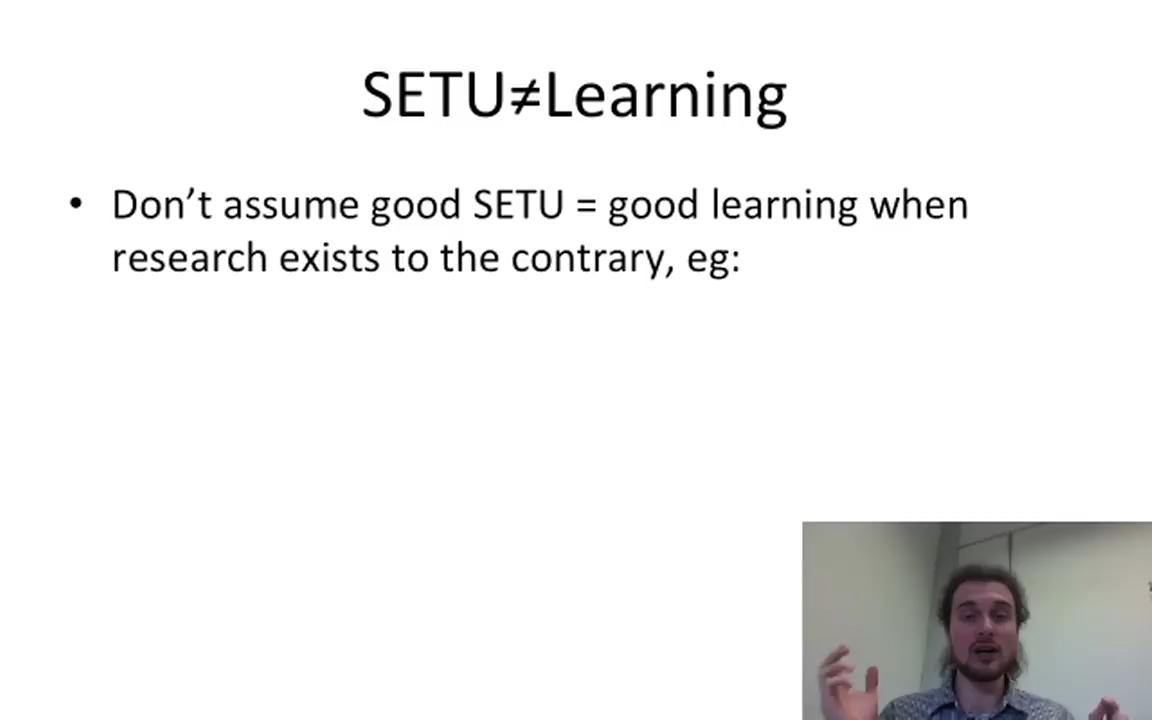 SETU≠Learning
• Don’t assume good SETU = good learning when
research exists to the contrary, eg: